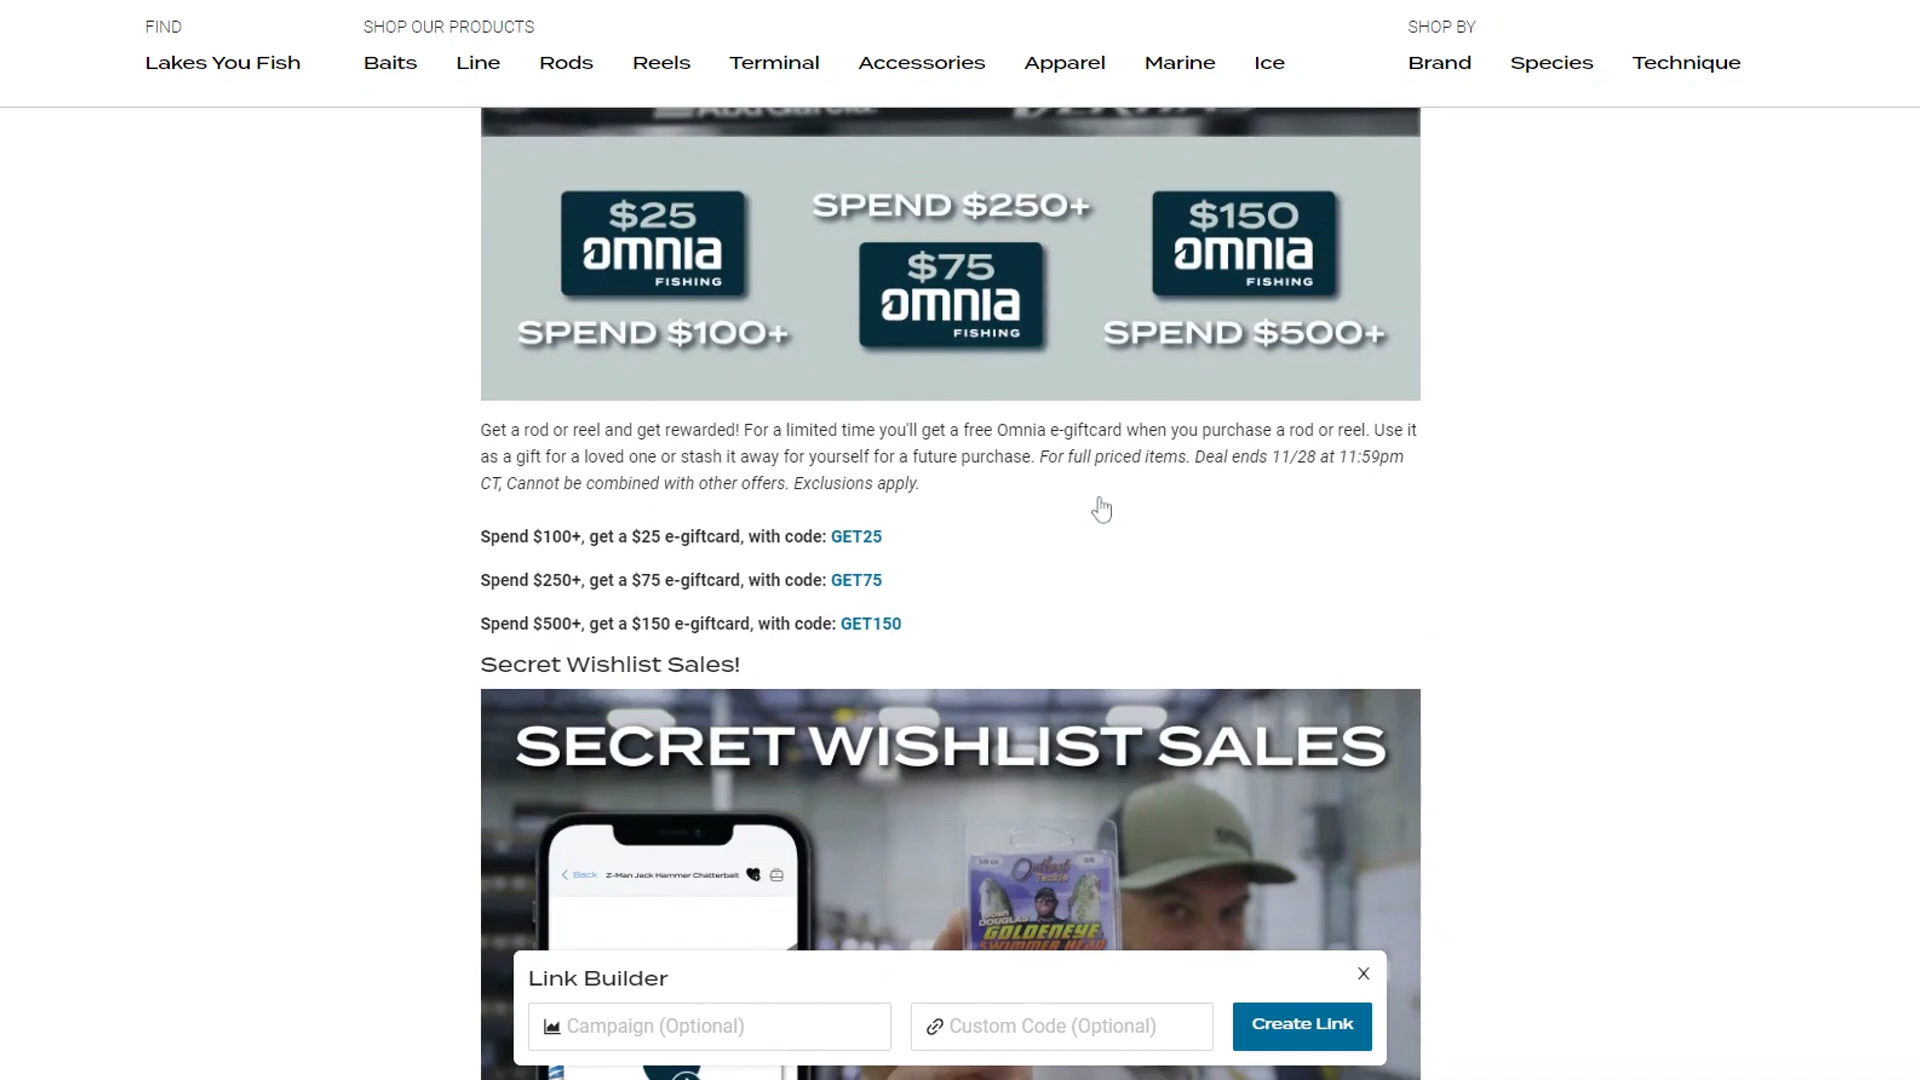 FIND
SHOP OUR PRODUCTS
SHOP BY
Lakes You Fish
Baits
Line
Rods
Reels
Terminal
Accessories
Apparel
Marine
Ice
Brand
Species
Technique
$25
omnia
FISHING
SPEND $100+
SPEND $250+
$75
omnia
FISHING
$150
omnia
FISHING
SPEND $500+
Get a rod or reel and get rewarded! For a limited time you'll get a free Omnia e-giftcard when you purchase a rod or reel. Use it
as a gift for a loved one or stash it away for yourself for a future purchase. For full priced items. Deal ends 11/28 at 11:59pm
CT, Cannot be combined with other offers. Exclusions apply.
Spend $100+, get a $25 e-giftcard, with code: GET25
Spend $250+, get a $75 e-giftcard, with code: GET75
Spend $500+, get a $150 e-giftcard, with code: GET150
Secret Wishlist Sales!
SECRET WISHLIST SALES
Back
Z-Man Jack Hammer Chatterbait
Outkast
Tackle
DOUGLAS
GOLDENEYE
SWIMMER HEAD
Link Builder
X
Campaign (Optional)
Custom Code (Optional)
Create Link